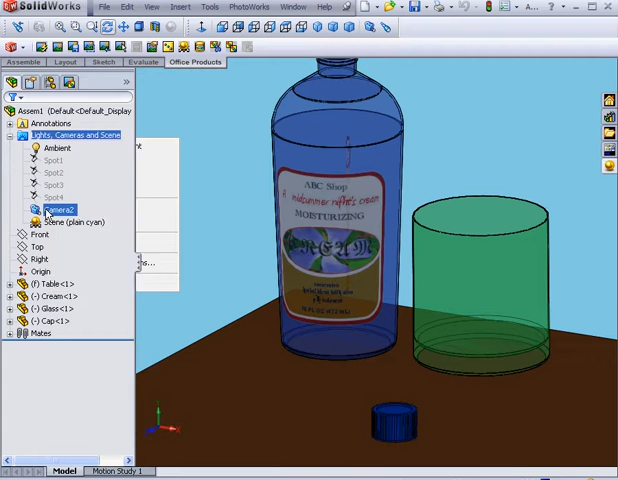 SolidWorks
File Edit View Insert Tools PhotoWorks Window
Assemble Layout Sketch Evaluate Office Products
Assem1 (Default<Default_Display
Annotations
Lights, Cameras and Scene
Ambient
Spot1
Spot2
Spot3
Spot4
Camera2
Scene (plain cyan)
Front
Top
Right
Origin
(f) Table<1>
(-) Cream<1>
(-) Glass<1>
(-) Cap<1>
Mates
ABC Shop
A midsummer nighte's cream
MOISTURIZING
CREAM
Model Motion Study 1